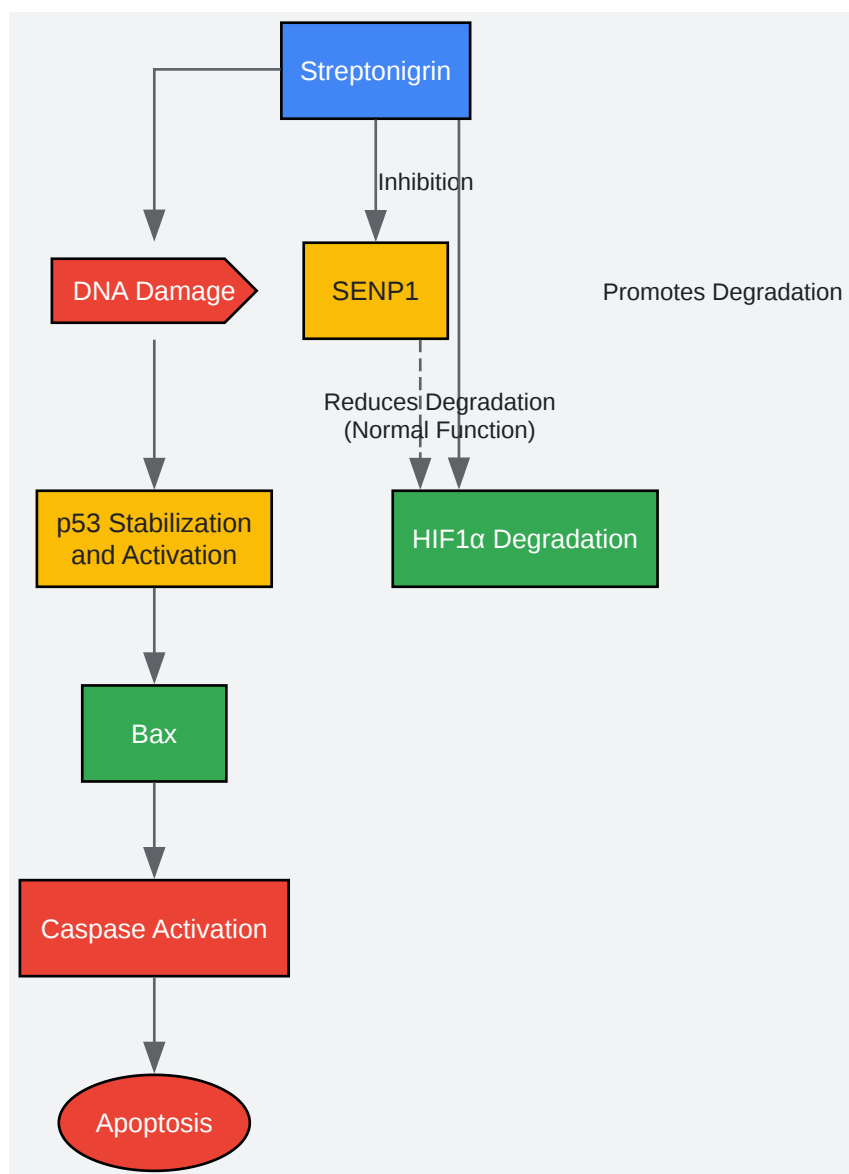 Streptonigrin
Inhibition
DNA Damage
SENP1
Promotes Degradation
Reduces Degradation
(Normal Function)
p53 Stabilization
and Activation
HIF1α Degradation
Bax
Caspase Activation
Apoptosis